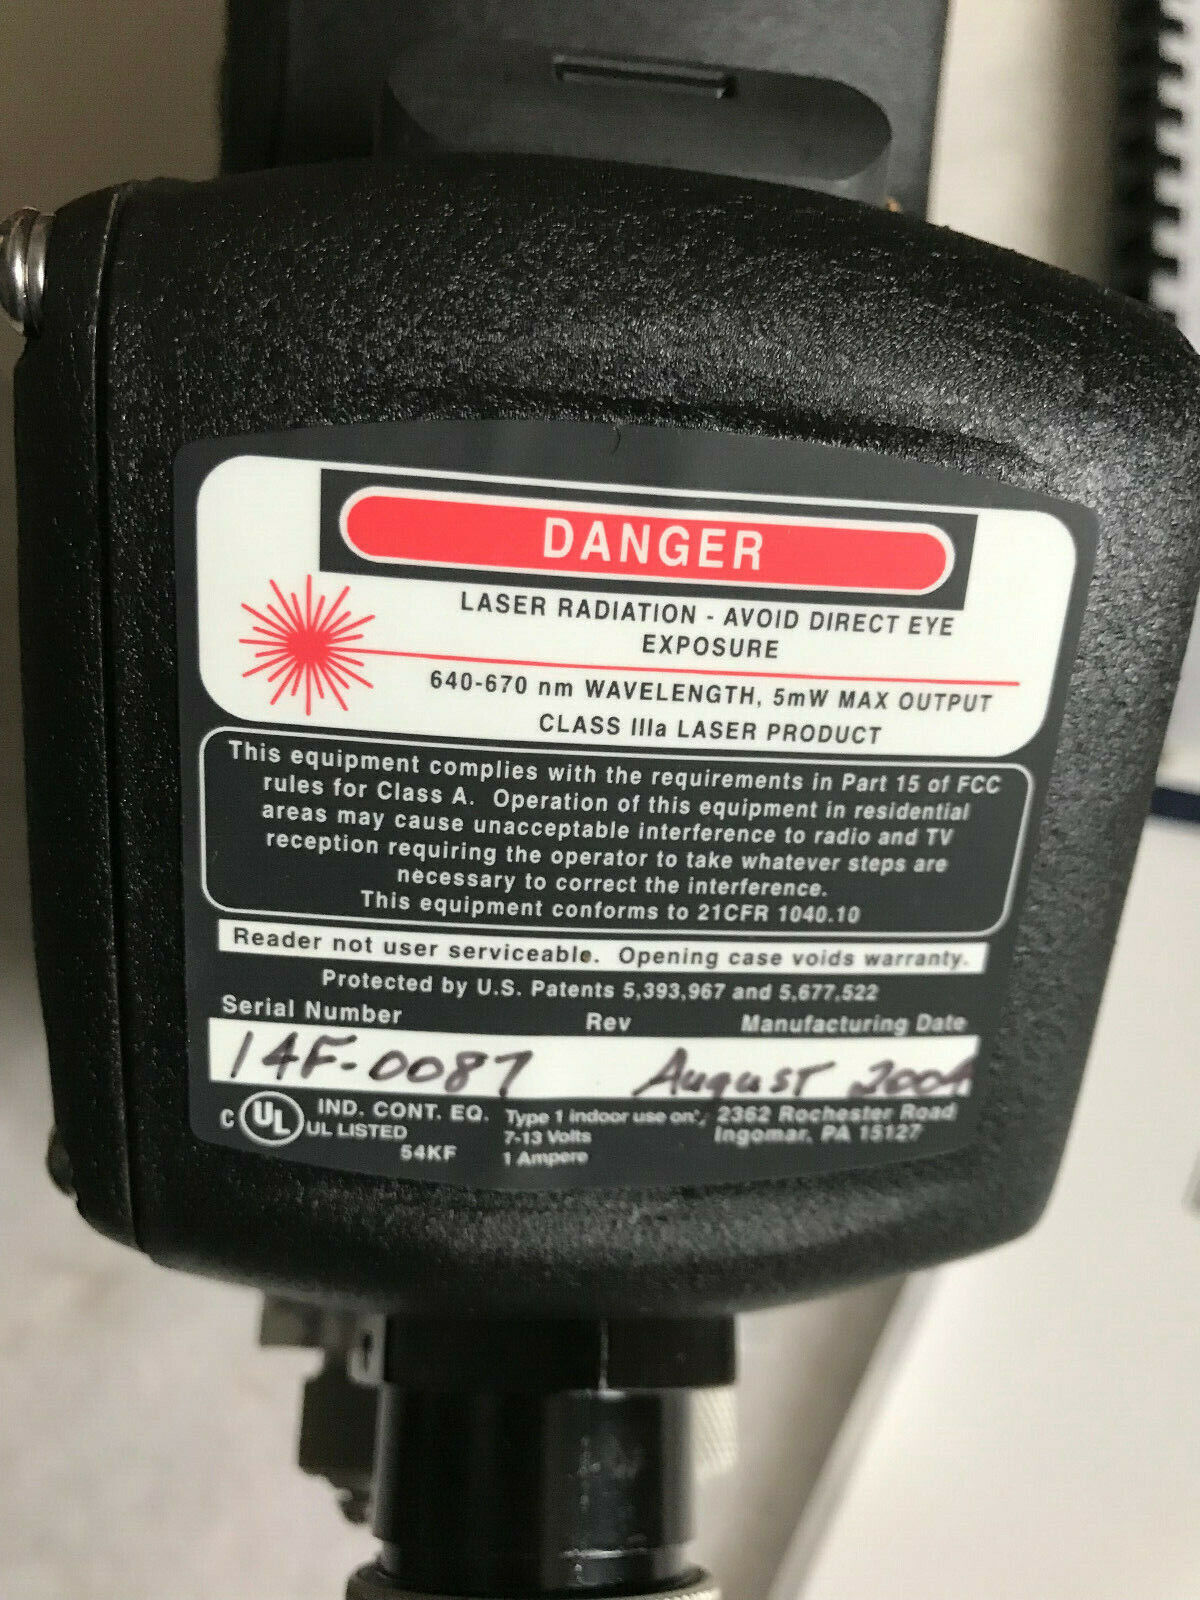 DANGER
LASER RADIATION - AVOID DIRECT EYE
EXPOSURE
640-670 nm WAVELENGTH, 5mW MAX OUTPUT
CLASS IIIa LASER PRODUCT
This equipment complies with the requirements in Part 15 of FCC
rules for Class A. Operation of this equipment in residential
areas may cause unacceptable interference to radio and TV
reception requiring the operator to take whatever steps are
necessary to correct the interference.
This equipment conforms to 21CFR 1040.10
Reader not user serviceable. Opening case voids warranty.
Protected by U.S. Patents 5,393,967 and 5,677,522
Serial Number Rev Manufacturing Date
14F-0087 August 2004
C UL IND. CONT. EQ. Type 1 indoor use on 2362 Rochester Road
UL LISTED 7-13 Volts Ingomar, PA 15127
54KF 1 Ampere